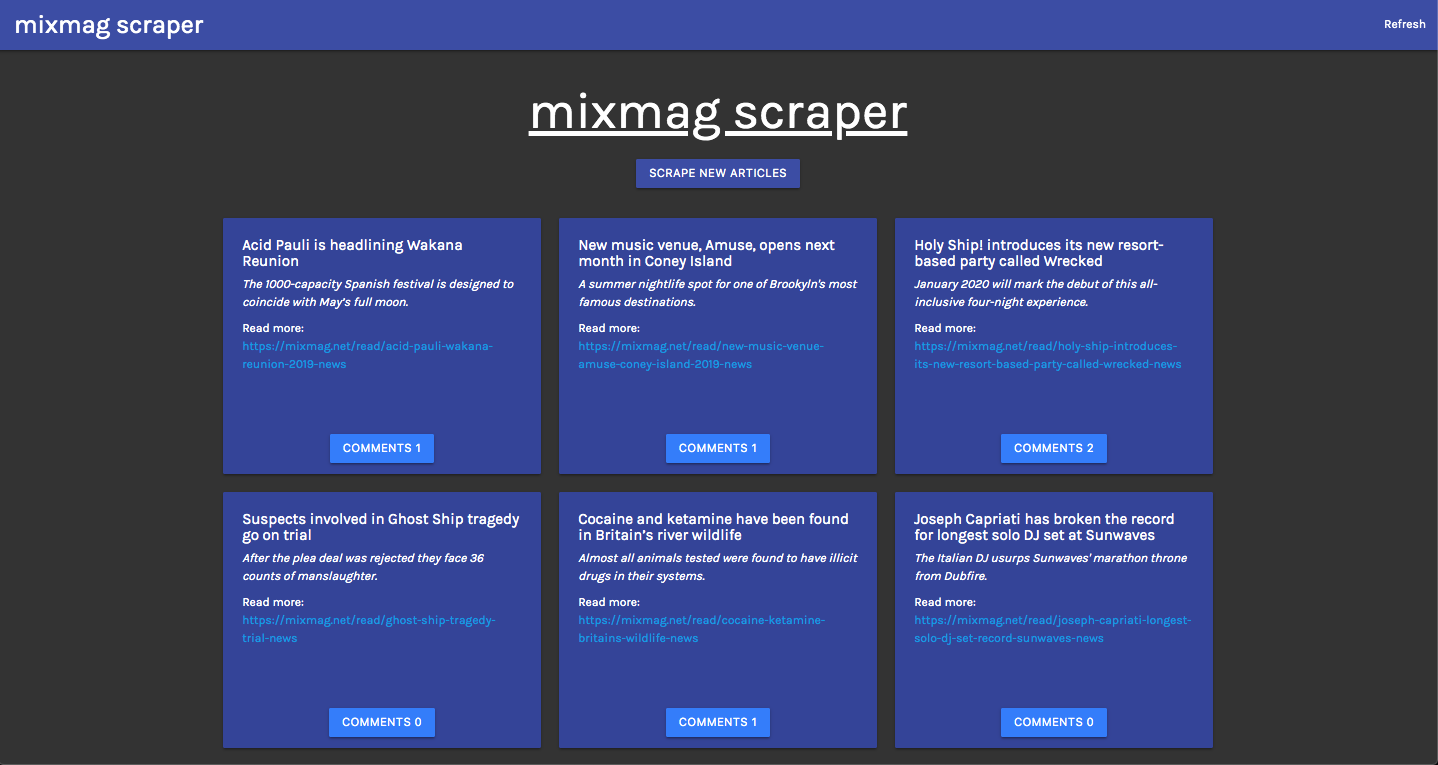 mixmag scraper
Refresh
mixmag scraper
SCRAPE NEW ARTICLES
Acid Pauli is headlining Wakana
Reunion
The 1000-capacity Spanish festival is designed to
coincide with May's full moon.
Read more:
https://mixmag.net/read/acid-pauli-wakana-
reunion-2019-news
COMMENTS 1
New music venue, Amuse, opens next
month in Coney Island
A summer nightlife spot for one of Brookyln's most
famous destinations.
Read more:
https://mixmag.net/read/new-music-venue-
amuse-coney-island-2019-news
COMMENTS 1
Holy Ship! introduces its new resort-
based party called Wrecked
January 2020 will mark the debut of this all-
inclusive four-night experience.
Read more:
https://mixmag.net/read/holy-ship-introduces-
its-new-resort-based-party-called-wrecked-news
COMMENTS 2
Suspects involved in Ghost Ship tragedy
go on trial
After the plea deal was rejected they face 36
counts of manslaughter.
Read more:
https://mixmag.net/read/ghost-ship-tragedy-
trial-news
COMMENTS 0
Cocaine and ketamine have been found
in Britain’s river wildlife
Almost all animals tested were found to have illicit
drugs in their systems.
Read more:
https://mixmag.net/read/cocaine-ketamine-
britains-wildlife-news
COMMENTS 1
Joseph Capriati has broken the record
for longest solo DJ set at Sunwaves
The Italian DJ usurps Sunwaves' marathon throne
from Dubfire.
Read more:
https://mixmag.net/read/joseph-capriati-longest-
solo-dj-set-record-sunwaves-news
COMMENTS 0